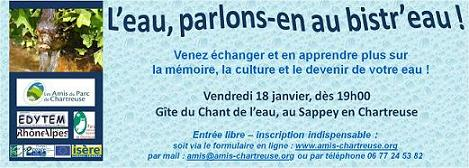 L'eau, parlons-en au bistr'eau !
Venez échanger et en apprendre plus sur
la mémoire, la culture et le devenir de votre eau !
Vendredi 18 janvier, dès 19h00
Gîte du Chant de l'eau, au Sappey en Chartreuse
Entrée libre – inscription indispensable :
soit via le formulaire en ligne : www.amis-chartreuse.org
par mail : amis@amis-chartreuse.org ou par téléphone 06 77 24 53 82
Les Amis du Parc
de Chartreuse
EDYTEM
RhôneAlpes
isère